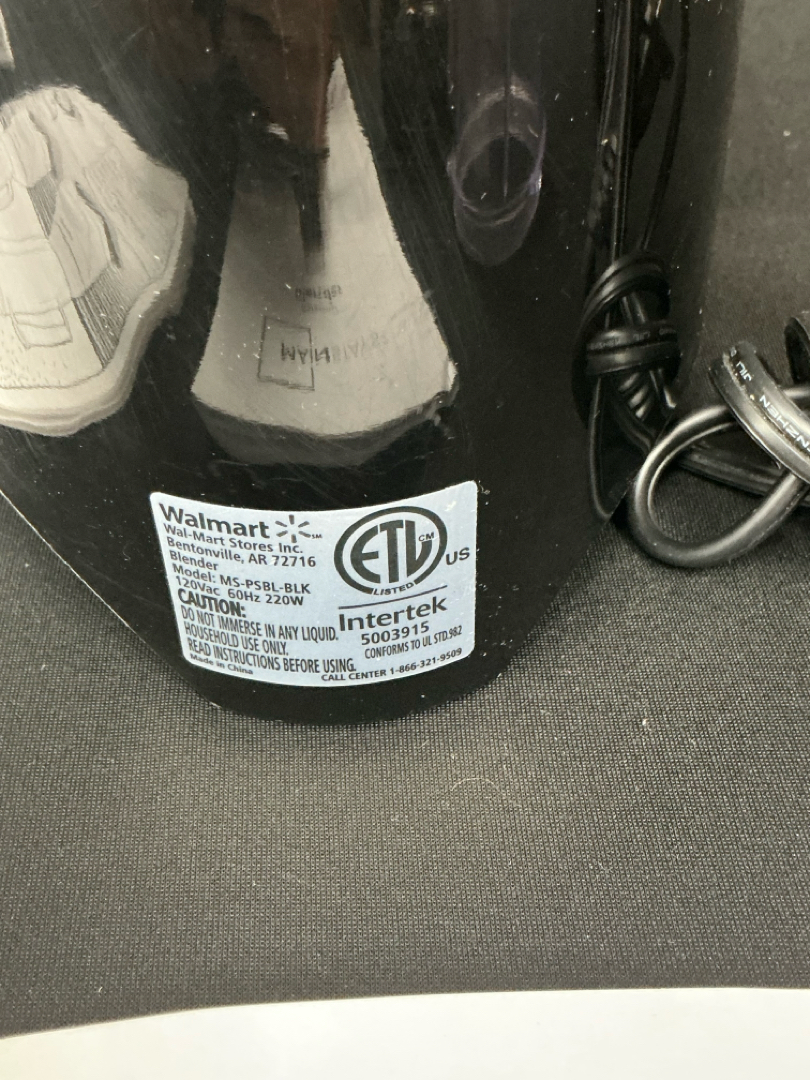 Walmart
Wal-Mart Stores Inc.
Bentonville, AR 72716
Blender
Model: MS-PSBL-BLK
120Vac 60Hz 220W
CAUTION:
DO NOT IMMERSE IN ANY LIQUID.
HOUSEHOLD USE ONLY.
READ INSTRUCTIONS BEFORE USING.
Made in China
ETL CM
LISTED
US
Intertek
5003915
CONFORMS TO UL STD.982
CALL CENTER 1-866-321-9509